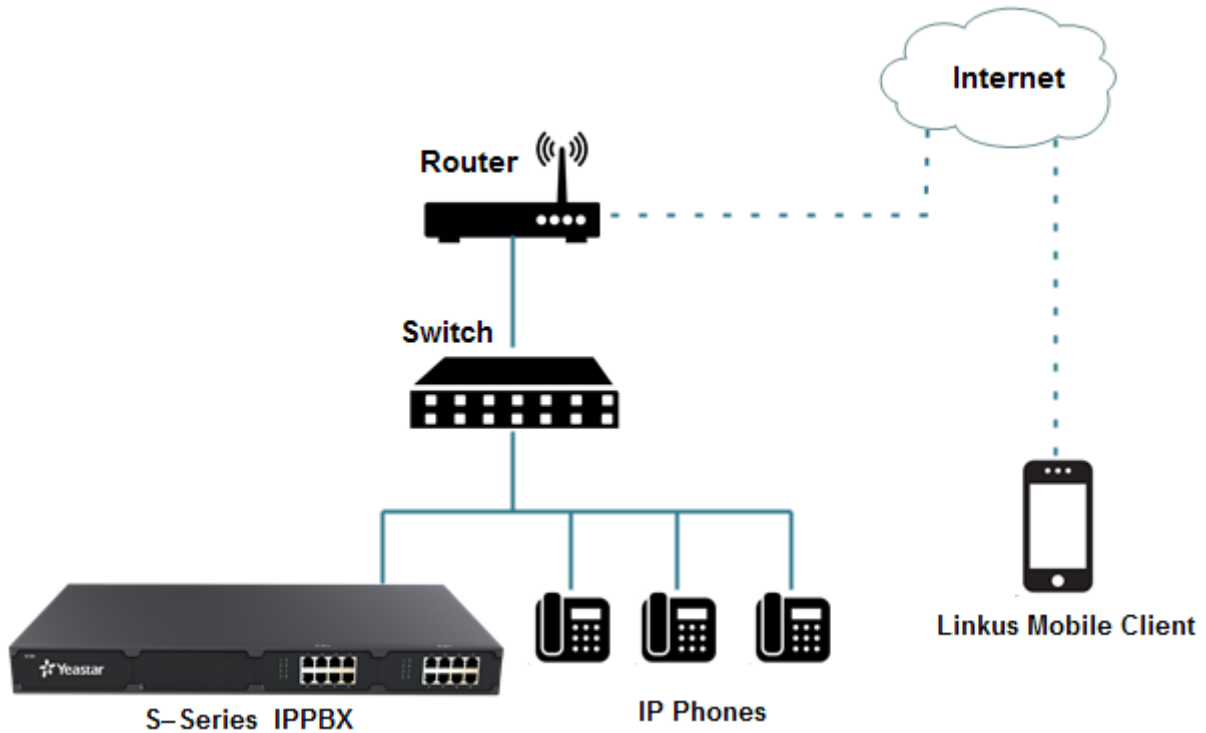 Internet
Router
Switch
Linkus Mobile Client
Yeastar
S–Series IPPBX
IP Phones